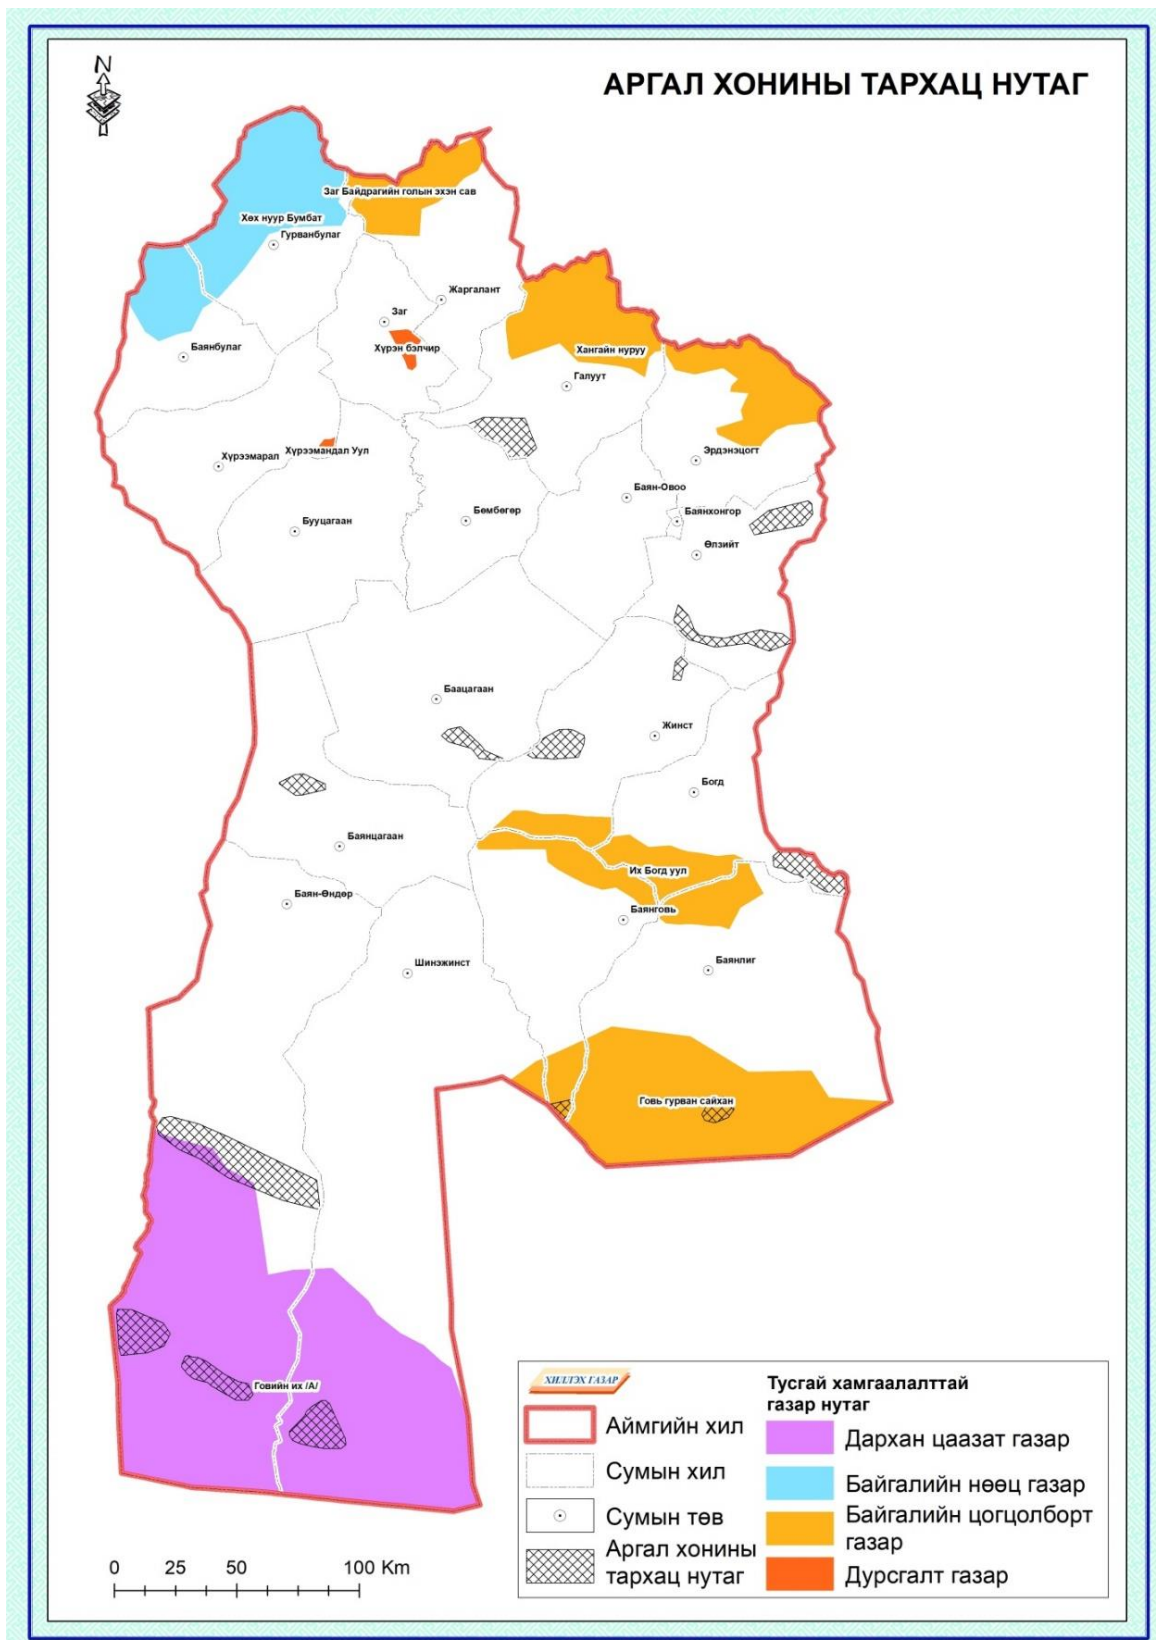 N
АРГАЛ ХОНИНЫ ТАРХАЦ НУТАГ
Заг Байдрагийн голын эхэн сав
Хөх нуур Бумбат
Гурванбулаг
Жаргалант
Заг
Хүрэн бэлчир
Хангайн нуруу
Баянбулаг
Галуут
Хүрээмандал Уул
Хүрээмарал
Эрдэнэцогт
Баян-Овоо
Баянхонгор
Бууцагаан
Бөмбөгөр
Өлзийт
Баацагаан
Жинст
Богд
Баянцагаан
Их Богд уул
Баян-Өндөр
Баянговь
Шинэжинст
Баянлиг
Говь гурван сайхан
Говийн их /А/
ХИЛЛЭХ ГАЗАР
Аймгийн хил
Сумын хил
Сумын төв
Аргал хонины
тархац нутаг
Тусгай хамгаалалттай
газар нутаг
Дархан цаазат газар
Байгалийн нөөц газар
Байгалийн цогцолборт
газар
Дурсгалт газар
0 25 50 100 Km